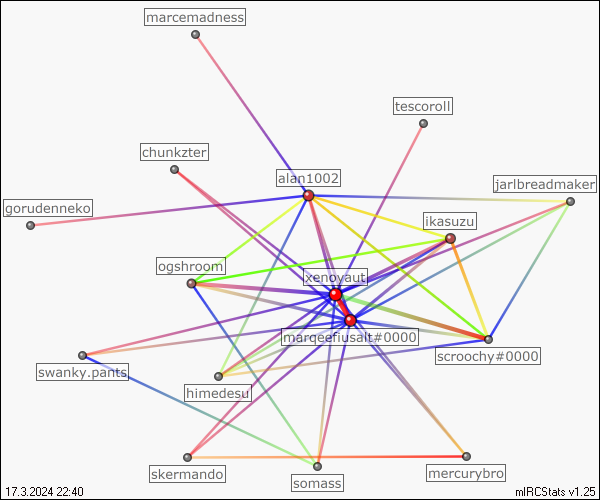 marcemadness
tescoroll
chunkzter
alan1002
jarlbreadmaker
gorudenneko
ikasuzu
ogshroom
xenoyaut
marqeefiusalt#0000
scroochy#0000
swanky.pants
himedesu
skermando
mercurybro
somass
17.3.2024 22:40
mIRCStats v1.25